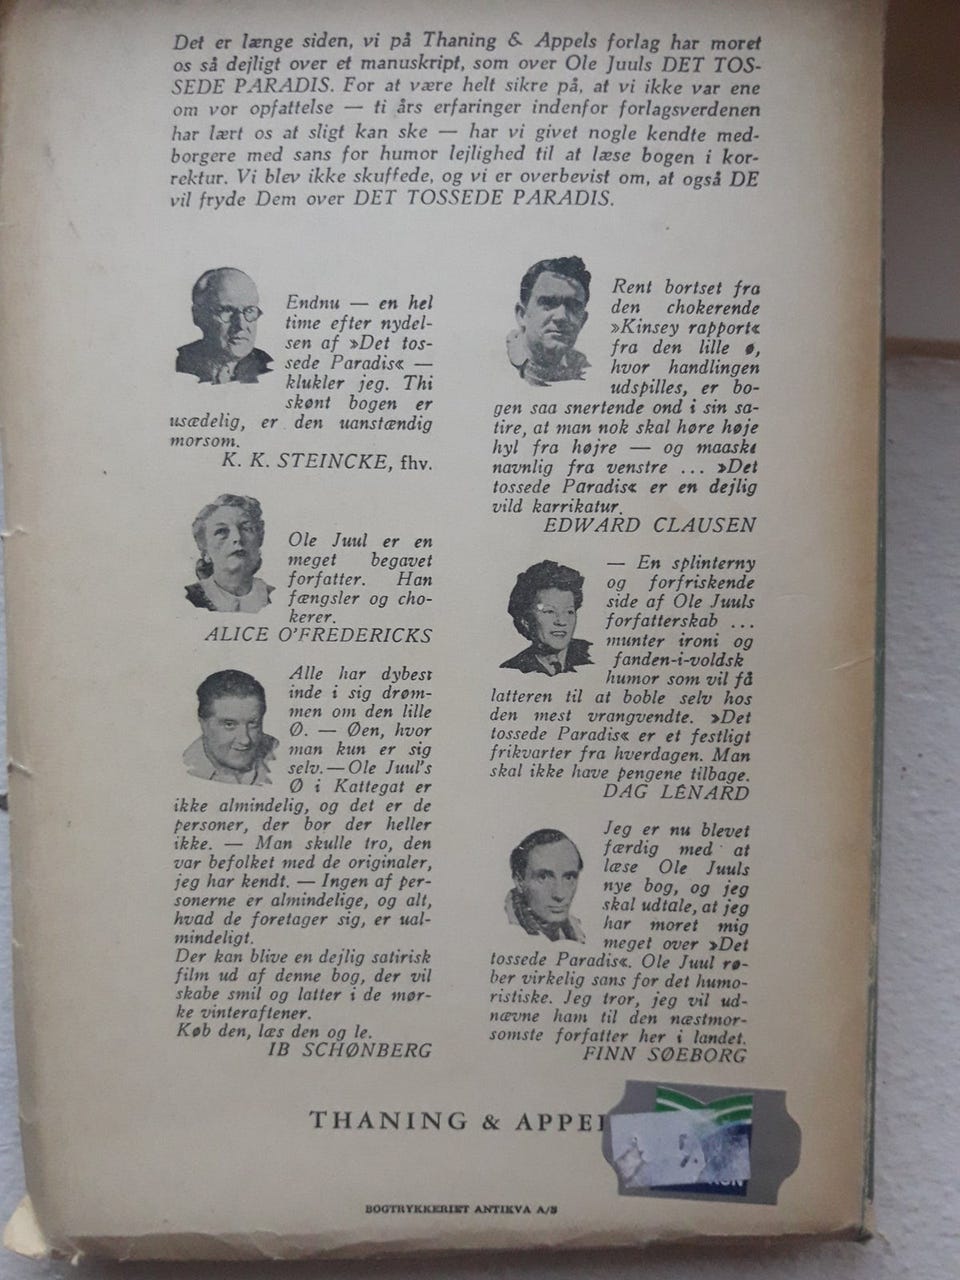 Det er længe siden, vi på Thaning & Appels forlag har moret
os så dejligt over et manuskript, som over Ole Juuls DET TOS-
SEDE PARADIS. For at være helt sikre på, at vi ikke var ene
om vor opfattelse — ti års erfaringer indenfor forlagsverdenen
har lært os at sligt kan ske — har vi givet nogle kendte med-
borgere med sans for humor lejlighed til at læse bogen i kor-
rektur. Vi blev ikke skuffede, og vi er overbevist om, at også DE
vil fryde Dem over DET TOSSEDE PARADIS.
Endnu — en hel
time efter nydel-
sen af »Det tos-
sede Paradis« —
klukler jeg. Thi
skønt bogen er
usædelig, er den uanstændig
morsom.
K. K. STEINCKE, fhv.
Ole Juul er en
meget begavet
forfatter. Han
fængsler og cho-
kerer.
ALICE O'FREDERICKS
Alle har dybest
inde i sig drøm-
men om den lille
Ø. — Øen, hvor
man kun er sig
selv. — Ole Juul's
Ø i Kattegat er
ikke almindelig, og det er de
personer, der bor der heller
ikke. — Man skulle tro, den
var befolket med de originaler,
jeg har kendt. — Ingen af per-
sonerne er almindelige, og alt,
hvad de foretager sig, er ual-
mindeligt.
Der kan blive en dejlig satirisk
film ud af denne bog, der vil
skabe smil og latter i de mør-
ke vinteraftener.
Køb den, læs den og le.
IB SCHØNBERG
Rent bortset fra
den chokerende
»Kinsey rapport«
fra den lille ø,
hvor handlingen
udspilles, er bo-
gen saa snertende ond i sin sa-
tire, at man nok skal høre høje
hyl fra højre — og maaske
navnlig fra venstre ... »Det
tossede Paradis« er en dejlig
vild karrikatur.
EDWARD CLAUSEN
— En splinterny
og forfriskende
side af Ole Juuls
forfatterskab ...
munter ironi og
fanden-i-voldsk
humor som vil få
latteren til at boble selv hos
den mest vrangvendte. »Det
tossede Paradis« er et festligt
frikvarter fra hverdagen. Man
skal ikke have pengene tilbage.
DAG LÉNARD
Jeg er nu blevet
færdig med at
læse Ole Juuls
nye bog, og jeg
skal udtale, at jeg
har moret mig
meget over »Det
tossede Paradis«. Ole Juul rø-
ber virkelig sans for det humo-
ristiske. Jeg tror, jeg vil ud-
nævne ham til den næstmor-
somste forfatter her i landet.
FINN SØEBORG
THANING & APPEL
BOGTRYKKERIET ANTIKVA A/S